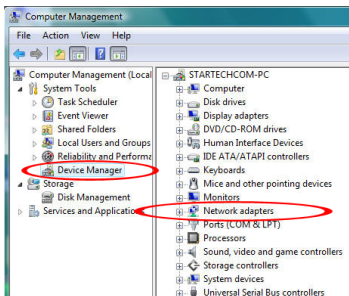 Computer Management
File Action View Help
Computer Management (Local
System Tools
Task Scheduler
Event Viewer
Shared Folders
Local Users and Groups
Reliability and Performa
Device Manager
Storage
Disk Management
Services and Application
STARTECHCOM-PC
Computer
Disk drives
Display adapters
DVD/CD-ROM drives
Human Interface Devices
IDE ATA/ATAPI controllers
Keyboards
Mice and other pointing devices
Monitors
Network adapters
Ports (COM & LPT)
Processors
Sound, video and game controllers
Storage controllers
System devices
Universal Serial Bus controllers